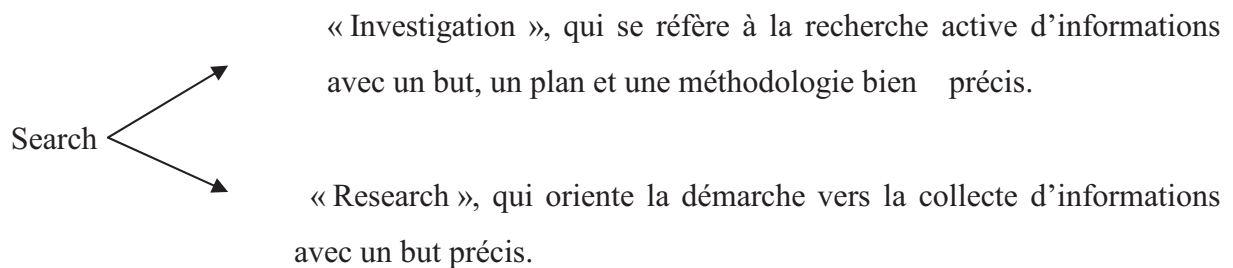 « Investigation », qui se réfère à la recherche active d’informations
avec un but, un plan et une méthodologie bien précis.
Search
« Research », qui oriente la démarche vers la collecte d’informations
avec un but précis.